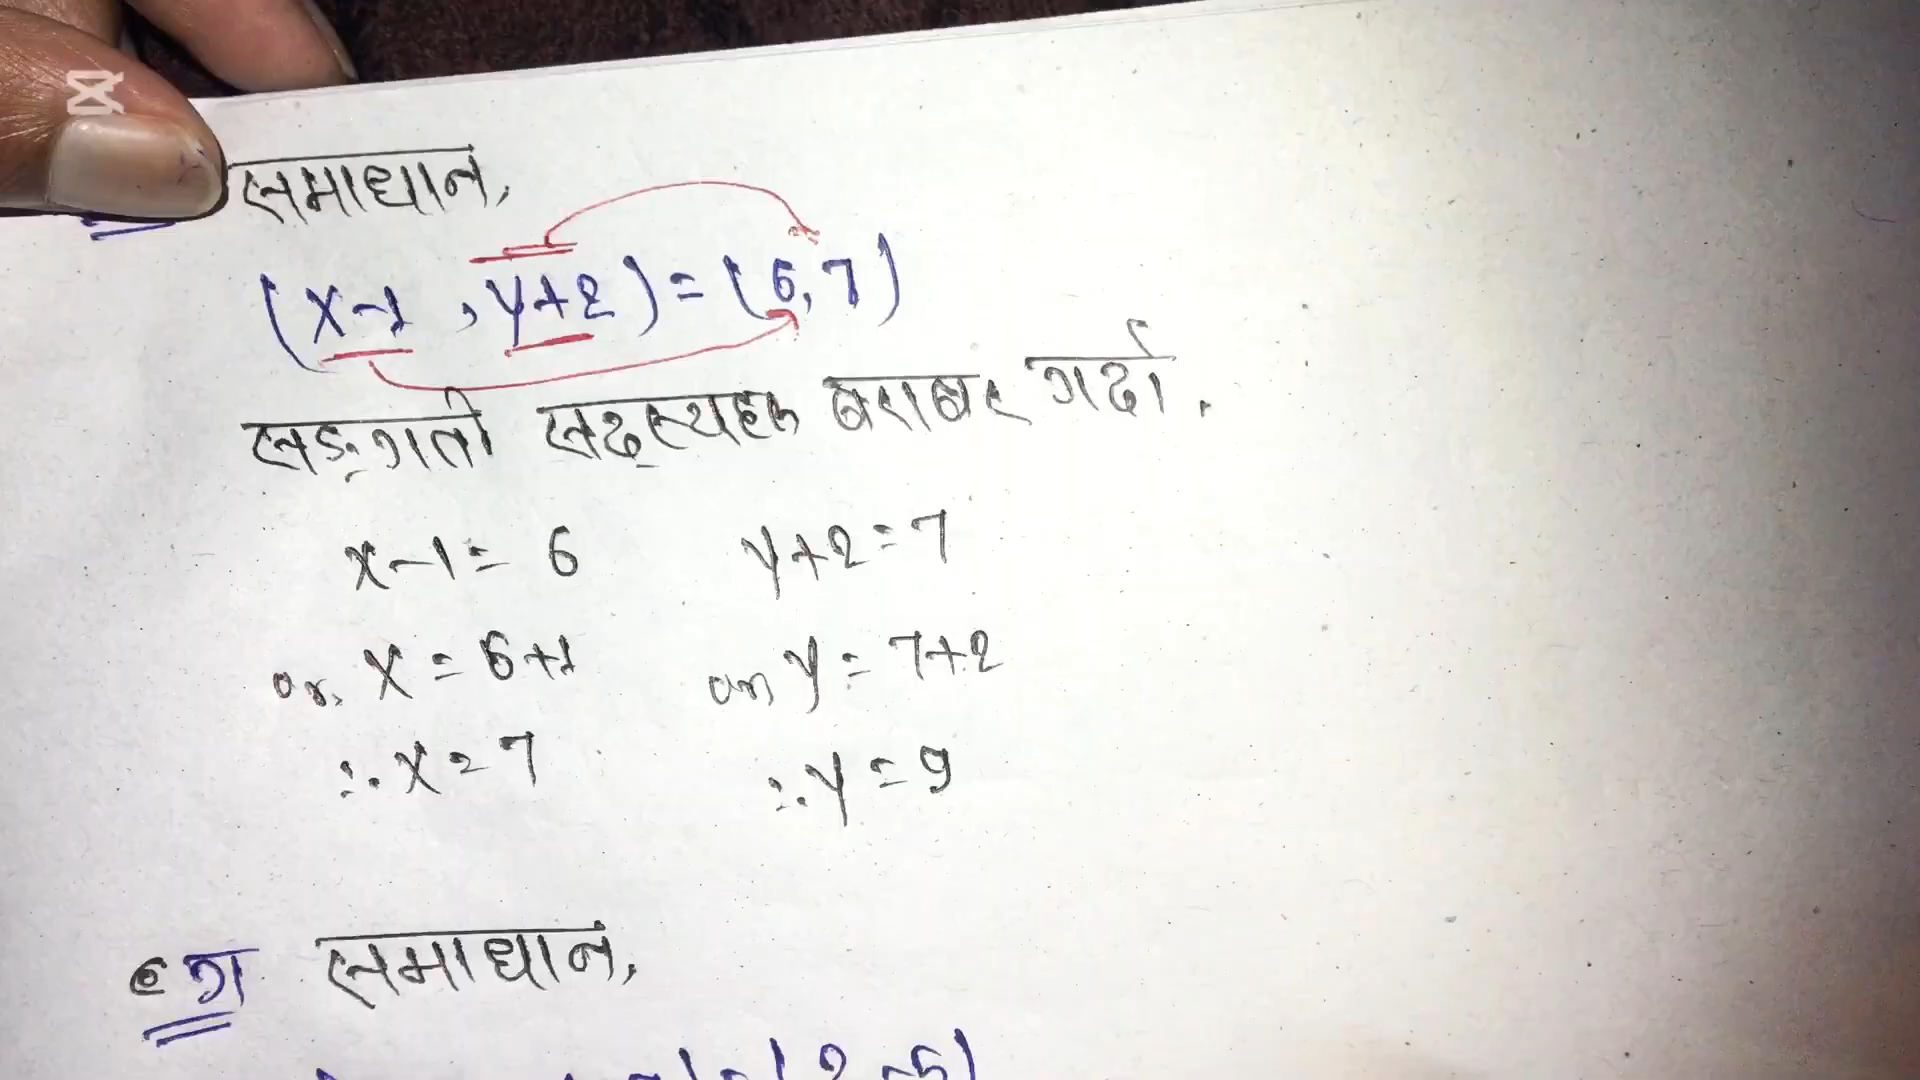 समाधान,
(x-1, y+2) = (6, 7)
सङ्गती सदस्यहरू बराबर गर्दा.
x-1 = 6 y+2 = 7
or, x = 6+1 or, y = 7+2
∴ x = 7 ∴ y = 9
ग समाधान,